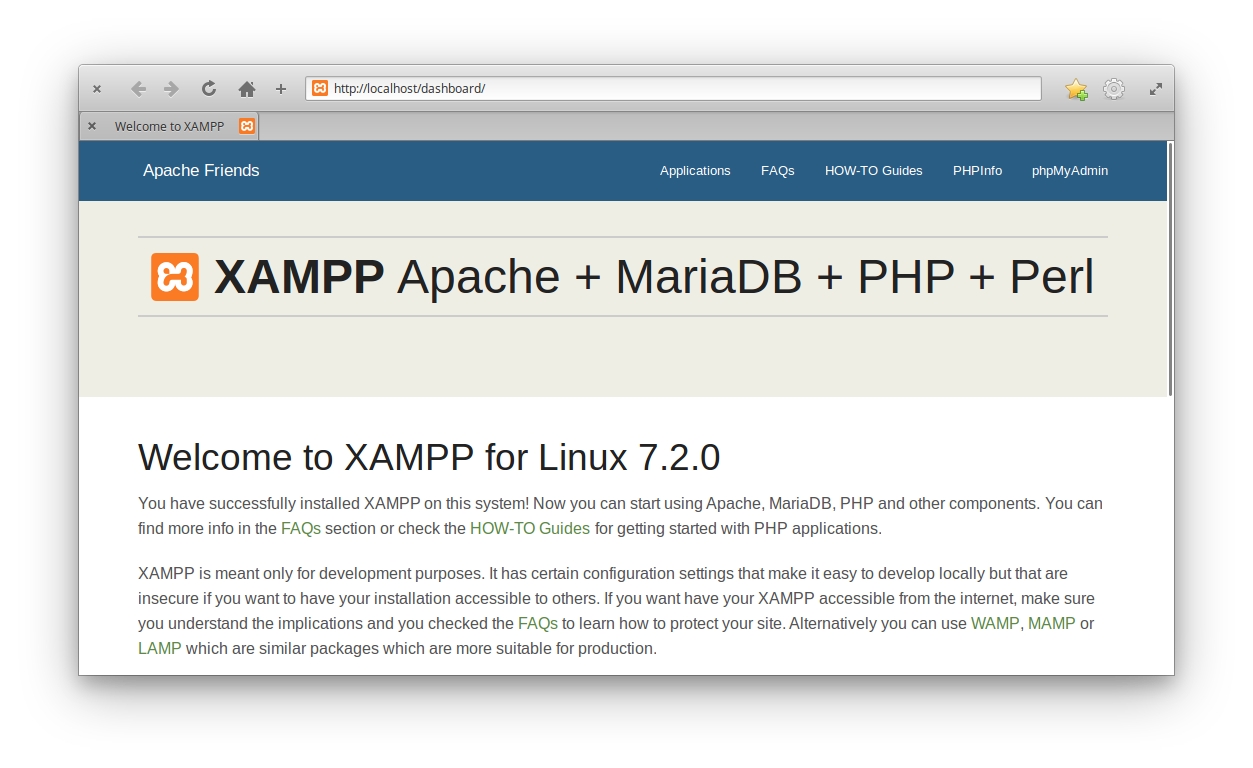 http://localhost/dashboard/
Welcome to XAMPP
Apache Friends Applications FAQs HOW-TO Guides PHPInfo phpMyAdmin
XAMPP Apache + MariaDB + PHP + Perl
Welcome to XAMPP for Linux 7.2.0
You have successfully installed XAMPP on this system! Now you can start using Apache, MariaDB, PHP and other components. You can
find more info in the FAQs section or check the HOW-TO Guides for getting started with PHP applications.
XAMPP is meant only for development purposes. It has certain configuration settings that make it easy to develop locally but that are
insecure if you want to have your installation accessible to others. If you want have your XAMPP accessible from the internet, make sure
you understand the implications and you checked the FAQs to learn how to protect your site. Alternatively you can use WAMP, MAMP or
LAMP which are similar packages which are more suitable for production.